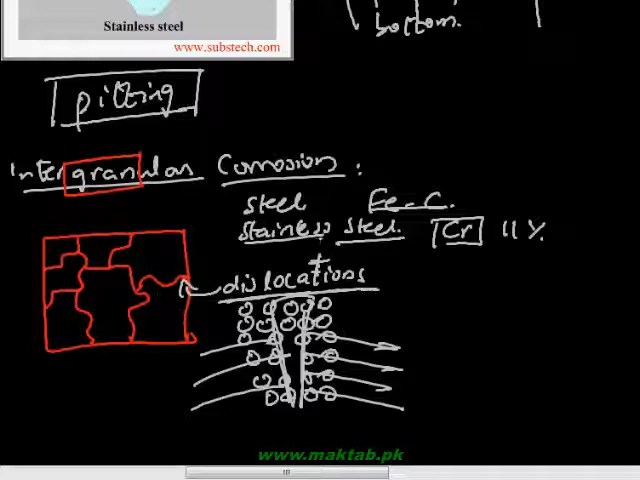 Stainless steel
www.substech.com
bottom.
pitting
Intergranular Corrosion:
steel Fe-C.
stainless steel. Cr 11%
dislocations
www.maktab.pk